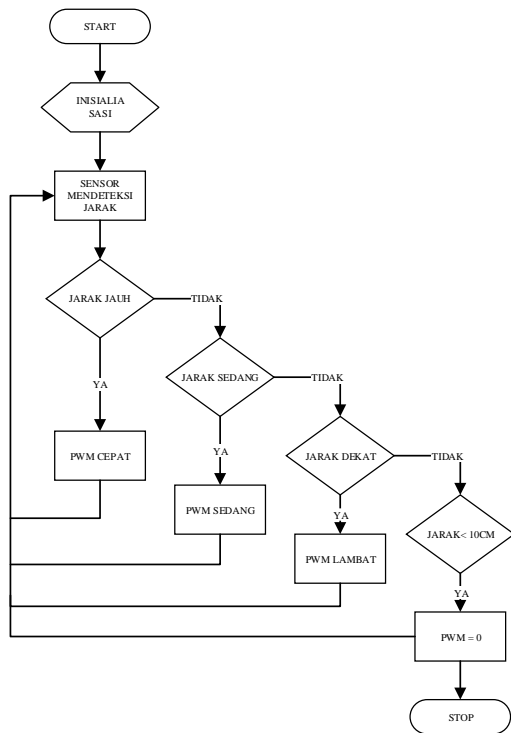 START
INISIALIA
SASI
SENSOR
MENDETEKSI
JARAK
JARAK JAUH
TIDAK
YA
JARAK SEDANG
TIDAK
YA
PWM CEPAT
JARAK DEKAT
TIDAK
YA
PWM SEDANG
JARAK< 10CM
YA
PWM LAMBAT
PWM = 0
STOP